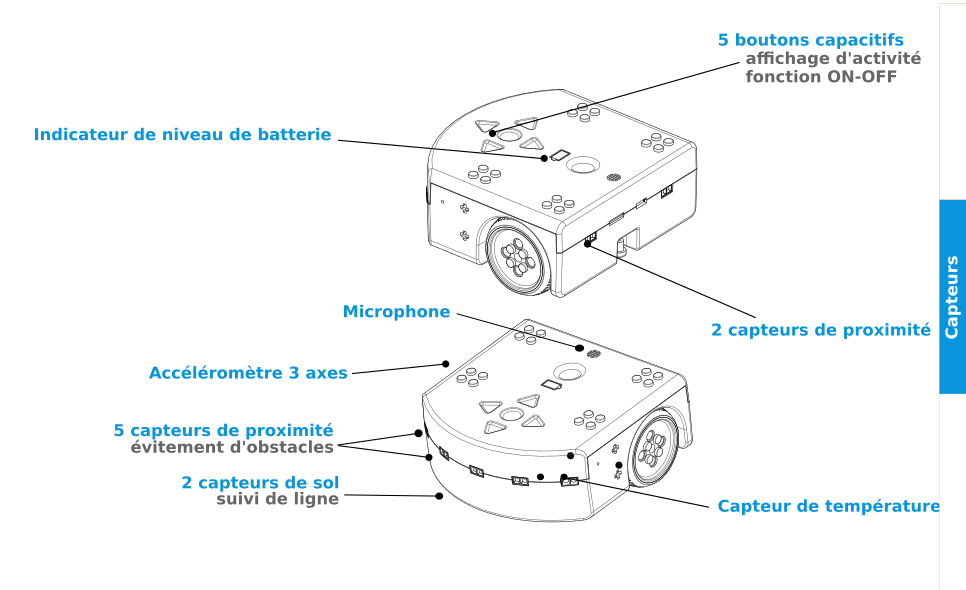 5 boutons capacitifs
affichage d'activité
fonction ON-OFF
Indicateur de niveau de batterie
2 capteurs de proximité
Capteurs
Microphone
Accéléromètre 3 axes
5 capteurs de proximité
évitement d'obstacles
2 capteurs de sol
suivi de ligne
Capteur de température